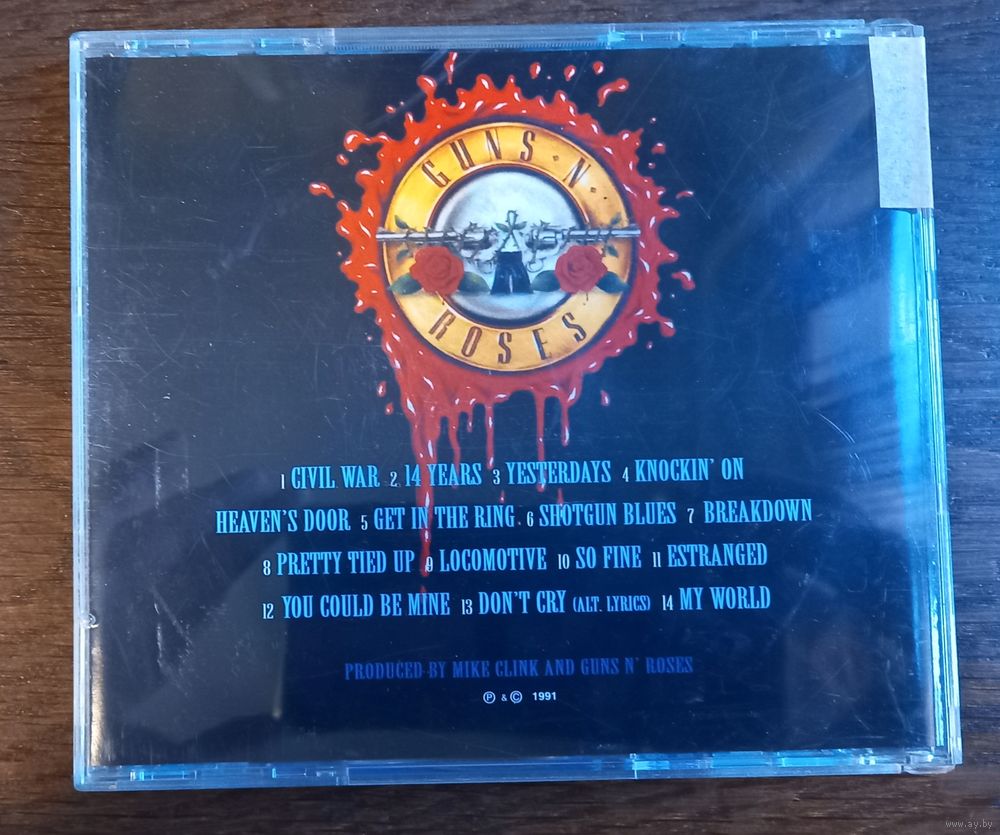 GUNS · N ·
ROSES
1 CIVIL WAR 2 14 YEARS 3 YESTERDAYS 4 KNOCKIN' ON
HEAVEN'S DOOR 5 GET IN THE RING 6 SHOTGUN BLUES 7 BREAKDOWN
8 PRETTY TIED UP 9 LOCOMOTIVE 10 SO FINE 11 ESTRANGED
12 YOU COULD BE MINE 13 DON'T CRY (ALT. LYRICS) 14 MY WORLD
PRODUCED BY MIKE CLINK AND GUNS N' ROSES
℗ & © 1991
www.ay.by